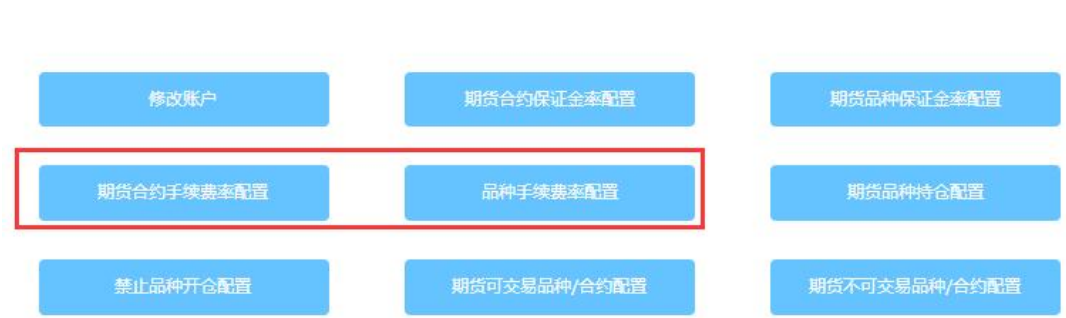 修改账户 期货合约保证金率配置 期货品种保证金率配置
期货合约手续费率配置 品种手续费率配置 期货品种持仓配置
禁止品种开仓配置 期货可交易品种/合约配置 期货不可交易品种/合约配置